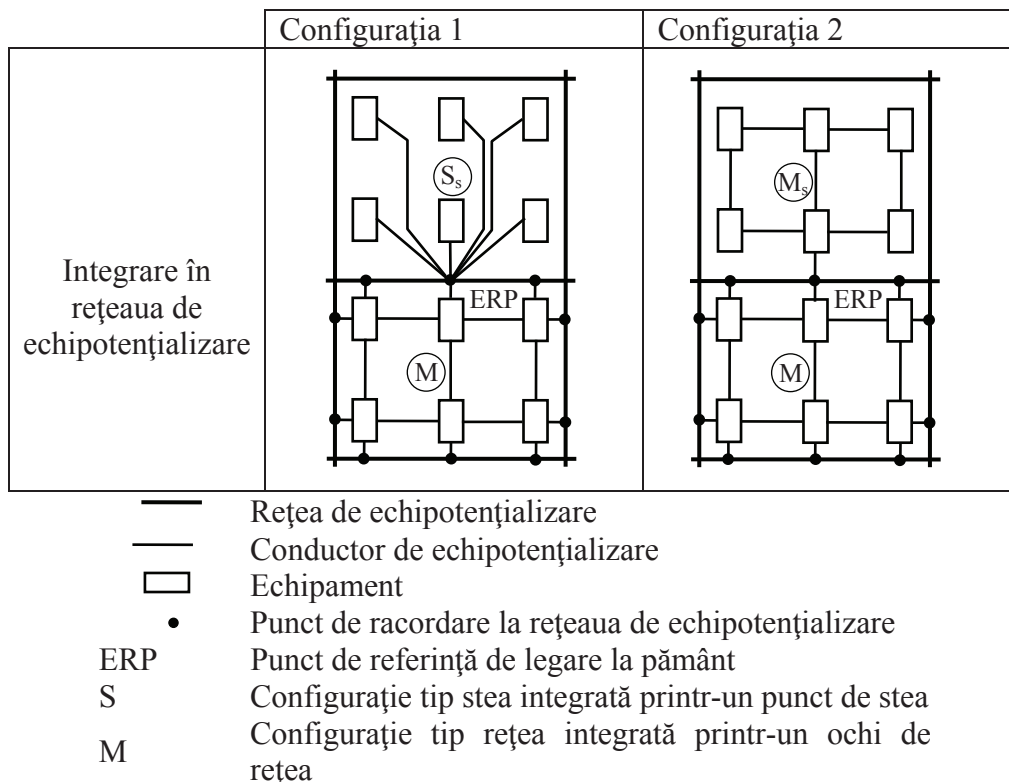 Configuraţia 1
Configuraţia 2
Integrare în
reţeaua de
echipotenţializare
Sₛ
ERP
M
Mₛ
ERP
M
Reţea de echipotenţializare
Conductor de echipotenţializare
Echipament
Punct de racordare la reţeaua de echipotenţializare
ERP Punct de referinţă de legare la pământ
S Configuraţie tip stea integrată printr-un punct de stea
M Configuraţie tip reţea integrată printr-un ochi de
reţea